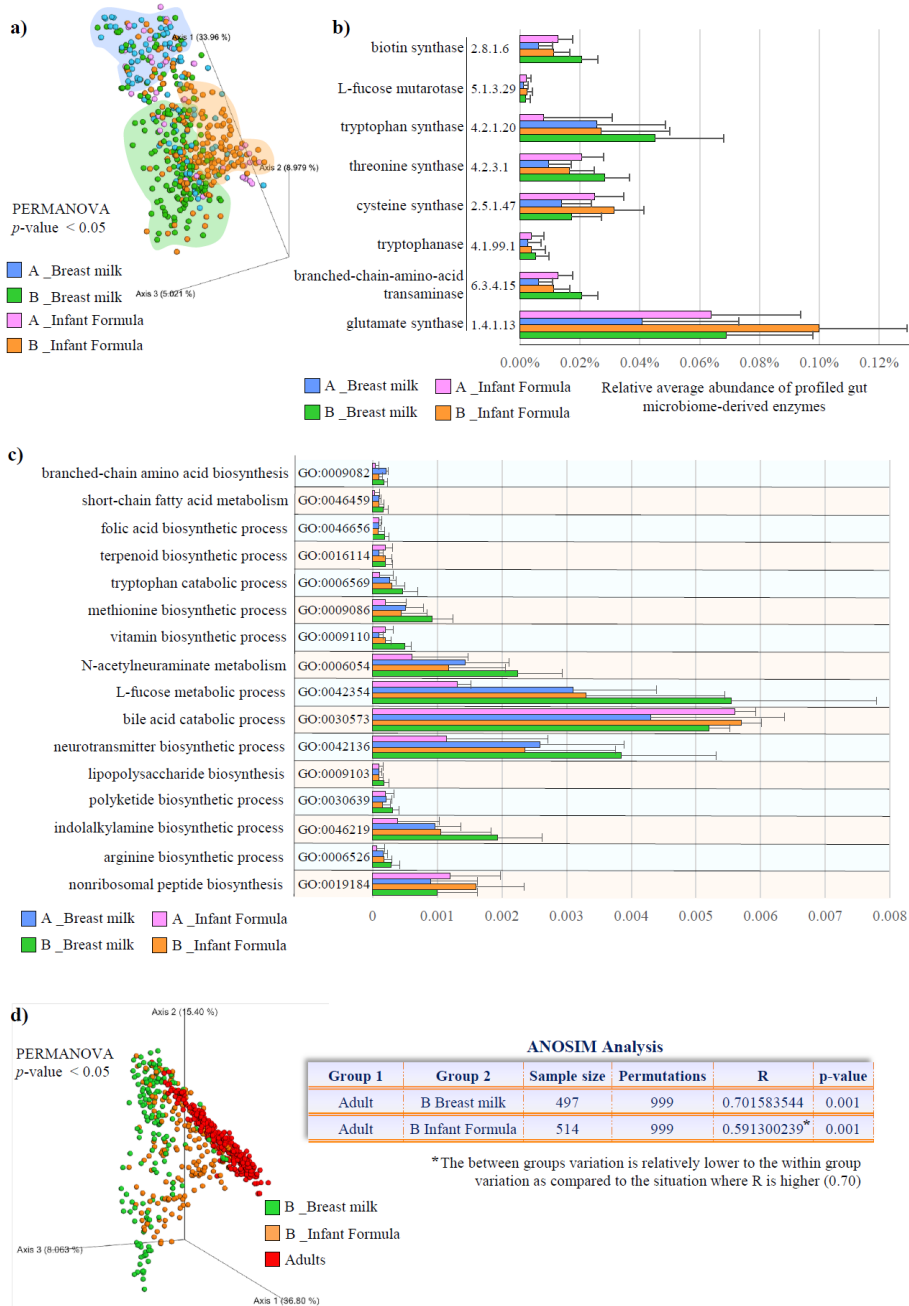 a)
Axis 1 (33.96 %)
Axis 2 (8.979 %)
PERMANOVA
p-value < 0.05
Axis 3 (5.021 %)
A _Breast milk
B _Breast milk
A _Infant Formula
B _Infant Formula
b)
biotin synthase 2.8.1.6
L-fucose mutarotase 5.1.3.29
tryptophan synthase 4.2.1.20
threonine synthase 4.2.3.1
cysteine synthase 2.5.1.47
tryptophanase 4.1.99.1
branched-chain-amino-acid
transaminase 6.3.4.15
glutamate synthase 1.4.1.13
0.00% 0.02% 0.04% 0.06% 0.08% 0.10% 0.12%
A _Breast milk A _Infant Formula
B _Breast milk B _Infant Formula
Relative average abundance of profiled gut
microbiome-derived enzymes
c)
branched-chain amino acid biosynthesis GO:0009082
short-chain fatty acid metabolism GO:0046459
folic acid biosynthetic process GO:0046656
terpenoid biosynthetic process GO:0016114
tryptophan catabolic process GO:0006569
methionine biosynthetic process GO:0009086
vitamin biosynthetic process GO:0009110
N-acetylneuraminate metabolism GO:0006054
L-fucose metabolic process GO:0042354
bile acid catabolic process GO:0030573
neurotransmitter biosynthetic process GO:0042136
lipopolysaccharide biosynthesis GO:0009103
polyketide biosynthetic process GO:0030639
indolalkylamine biosynthetic process GO:0046219
arginine biosynthetic process GO:0006526
nonribosomal peptide biosynthesis GO:0019184
0 0.001 0.002 0.003 0.004 0.005 0.006 0.007 0.008
A _Breast milk A _Infant Formula
B _Breast milk B _Infant Formula
d)
Axis 2 (15.40 %)
PERMANOVA
p-value < 0.05
Axis 3 (8.063 %)
Axis 1 (36.80 %)
B _Breast milk
B _Infant Formula
Adults
ANOSIM Analysis
Group 1 Group 2 Sample size Permutations R p-value
Adult B Breast milk 497 999 0.701583544 0.001
Adult B Infant Formula 514 999 0.591300239* 0.001
*The between groups variation is relatively lower to the within group
variation as compared to the situation where R is higher (0.70)